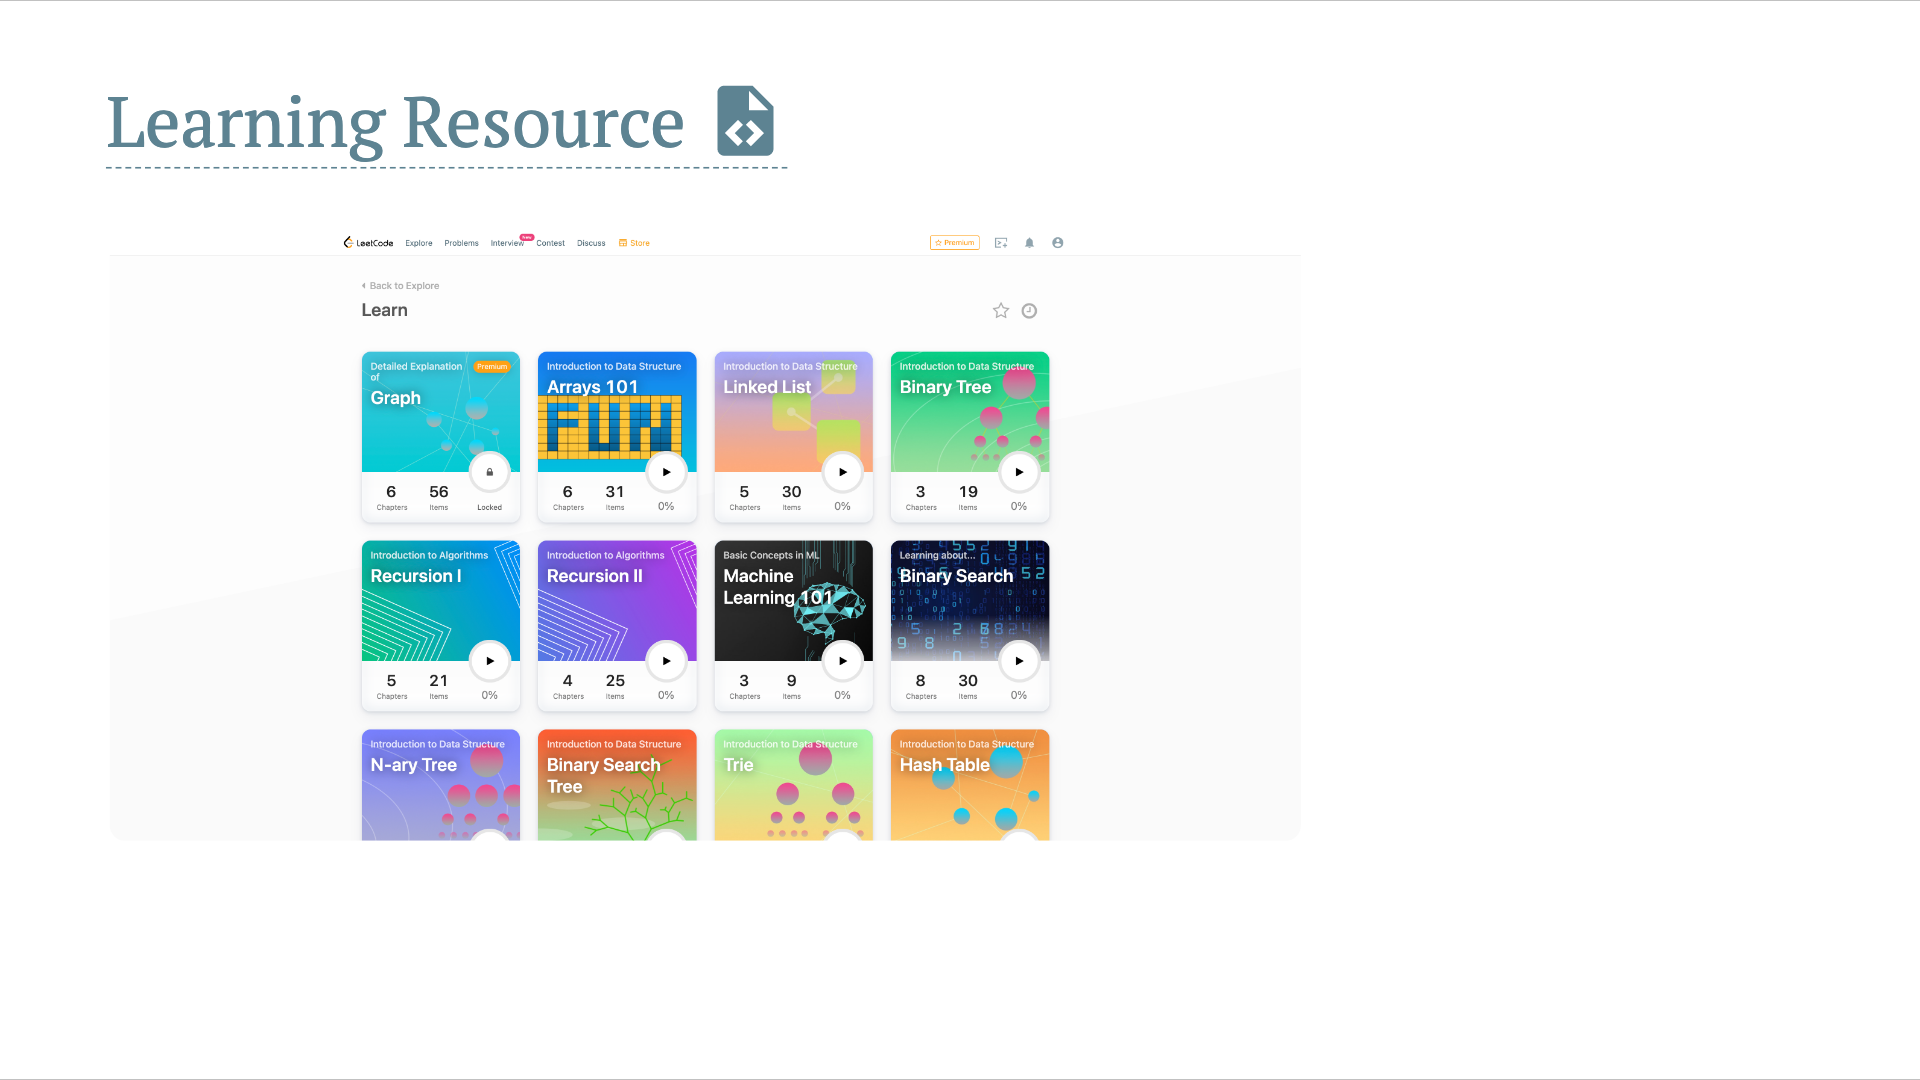 Learning Resource
LeetCode Explore Problems Interview New Contest Discuss Store Premium
Back to Explore
Learn
Detailed Explanation of
Premium
Graph
6 Chapters
56 Items
Locked
Introduction to Data Structure
Arrays 101
FUN
6 Chapters
31 Items
0%
Introduction to Data Structure
Linked List
5 Chapters
30 Items
0%
Introduction to Data Structure
Binary Tree
3 Chapters
19 Items
0%
Introduction to Algorithms
Recursion I
5 Chapters
21 Items
0%
Introduction to Algorithms
Recursion II
4 Chapters
25 Items
0%
Basic Concepts in ML
Machine
Learning 101
3 Chapters
9 Items
0%
Learning about...
Binary Search
8 Chapters
30 Items
0%
Introduction to Data Structure
N-ary Tree
Introduction to Data Structure
Binary Search
Tree
Introduction to Data Structure
Trie
Introduction to Data Structure
Hash Table